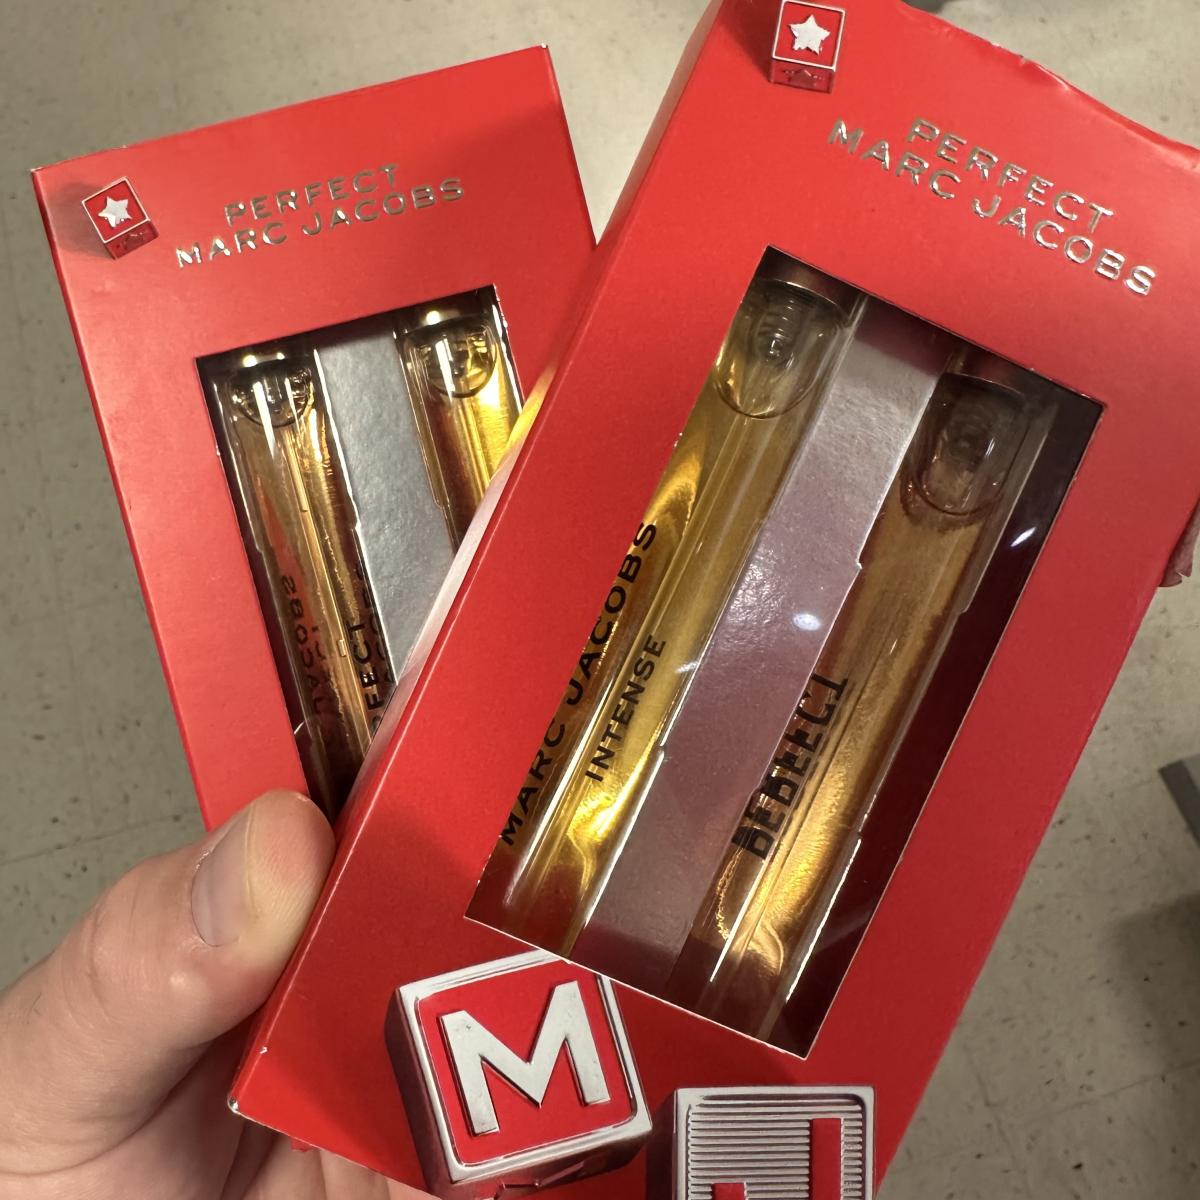 PERFECT
MARC JACOBS
PERFECT
MARC JACOBS
MARC JACOBS
INTENSE
PERFECT
M
J